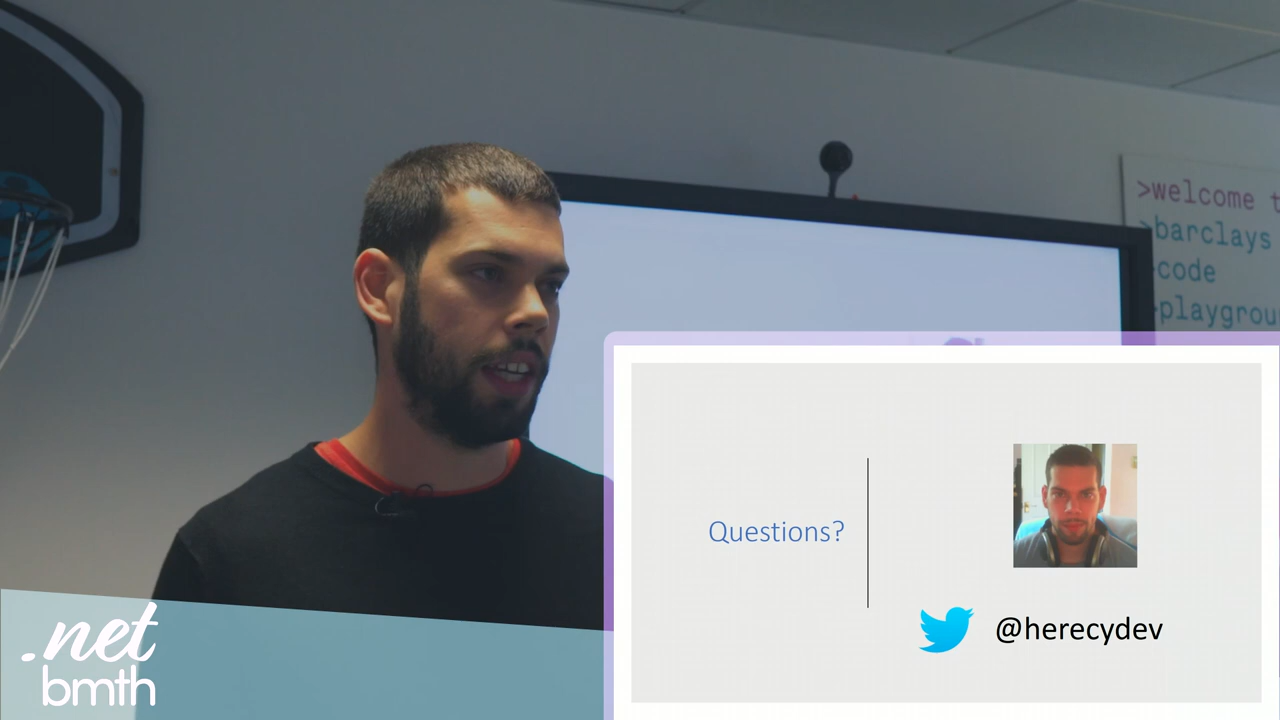 >welcome t
>barclays
>code
>playgrou
Questions?
@herecydev
.net
bmth